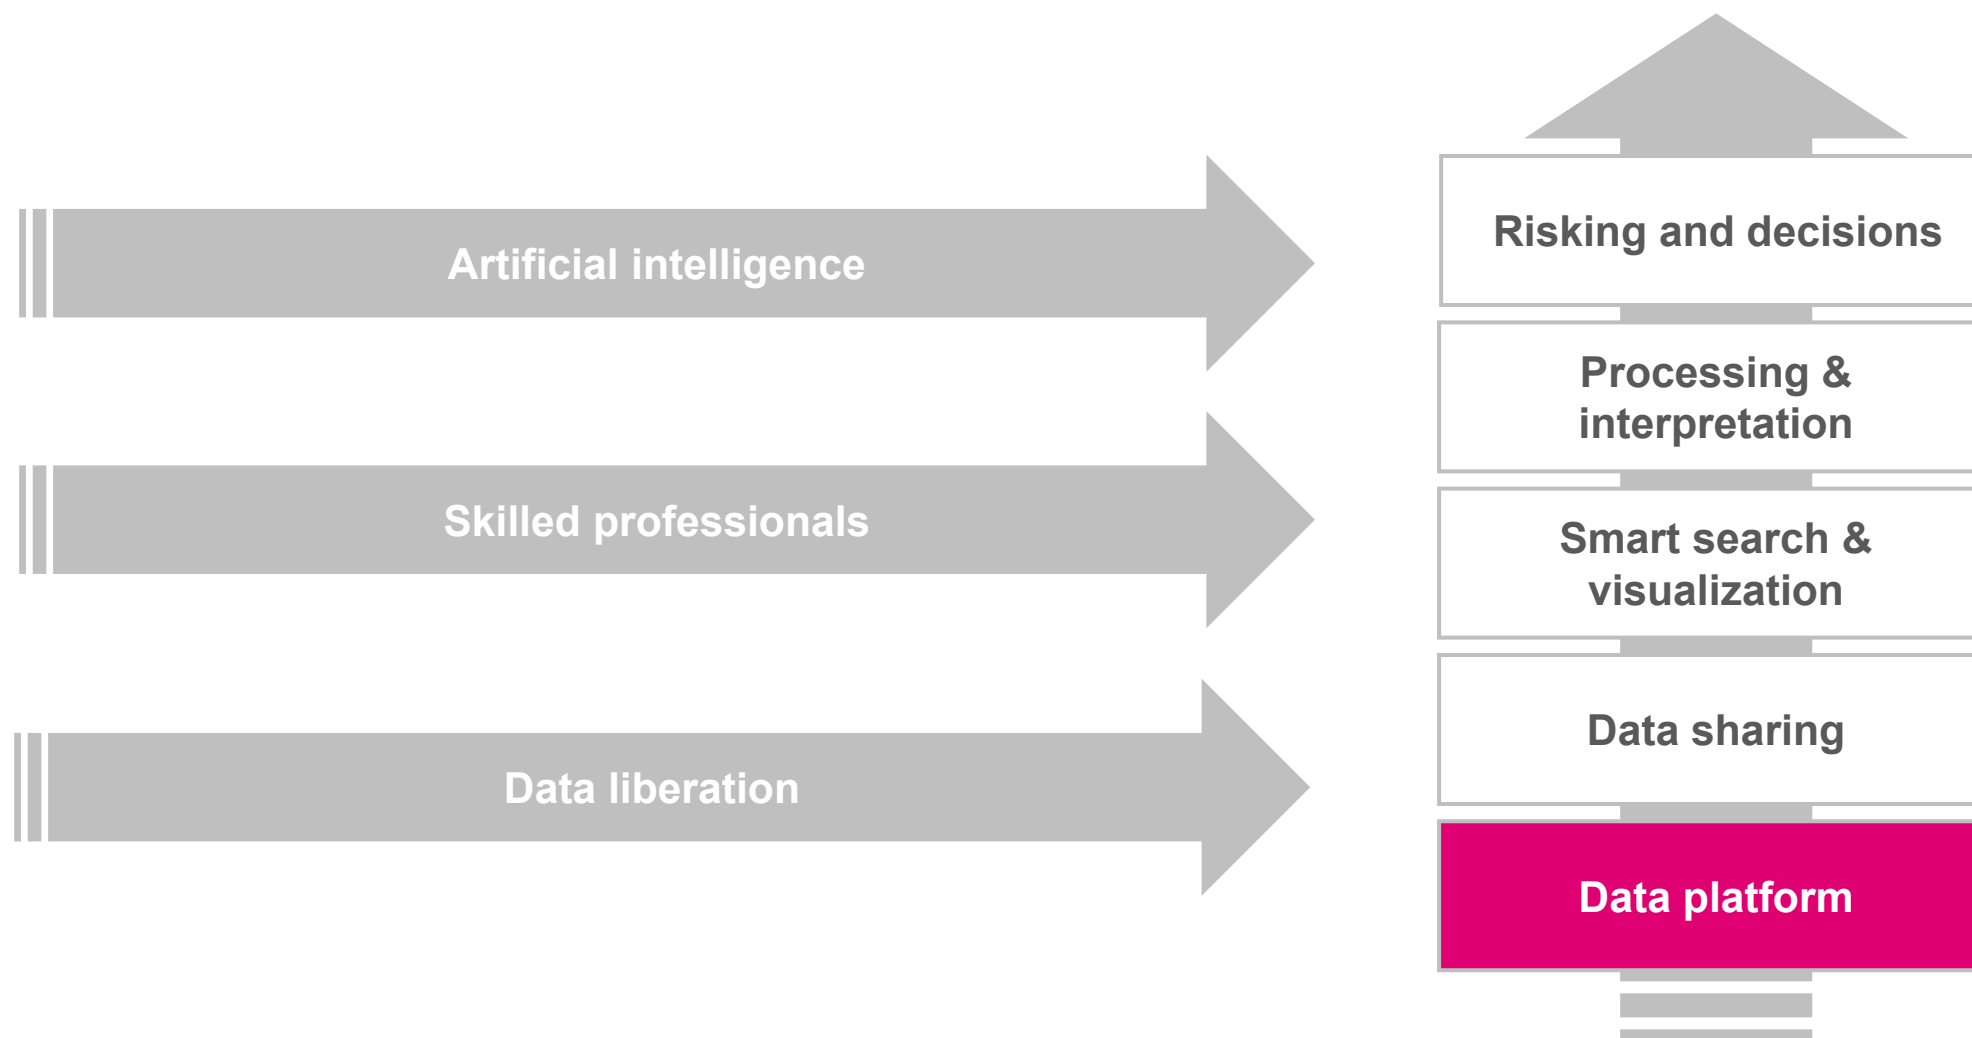 Artificial intelligence
Skilled professionals
Data liberation
Risking and decisions
Processing &
interpretation
Smart search &
visualization
Data sharing
Data platform